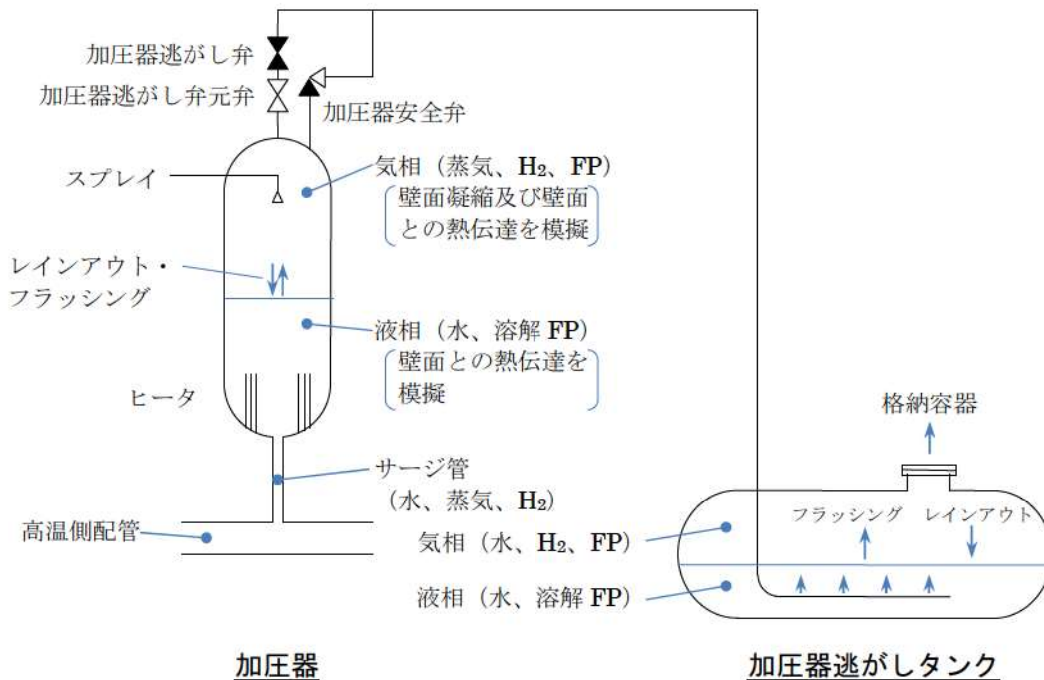 加圧器逃がし弁
加圧器逃がし弁元弁
加圧器安全弁
スプレイ
気相（蒸気、H₂、FP）
壁面凝縮及び壁面
との熱伝達を模擬
レインアウト・
フラッシング
液相（水、溶解 FP）
壁面との熱伝達を
模擬
ヒータ
サージ管
（水、蒸気、H₂）
高温側配管
格納容器
フラッシング
レインアウト
気相（水、H₂、FP）
液相（水、溶解 FP）
加圧器
加圧器逃がしタンク